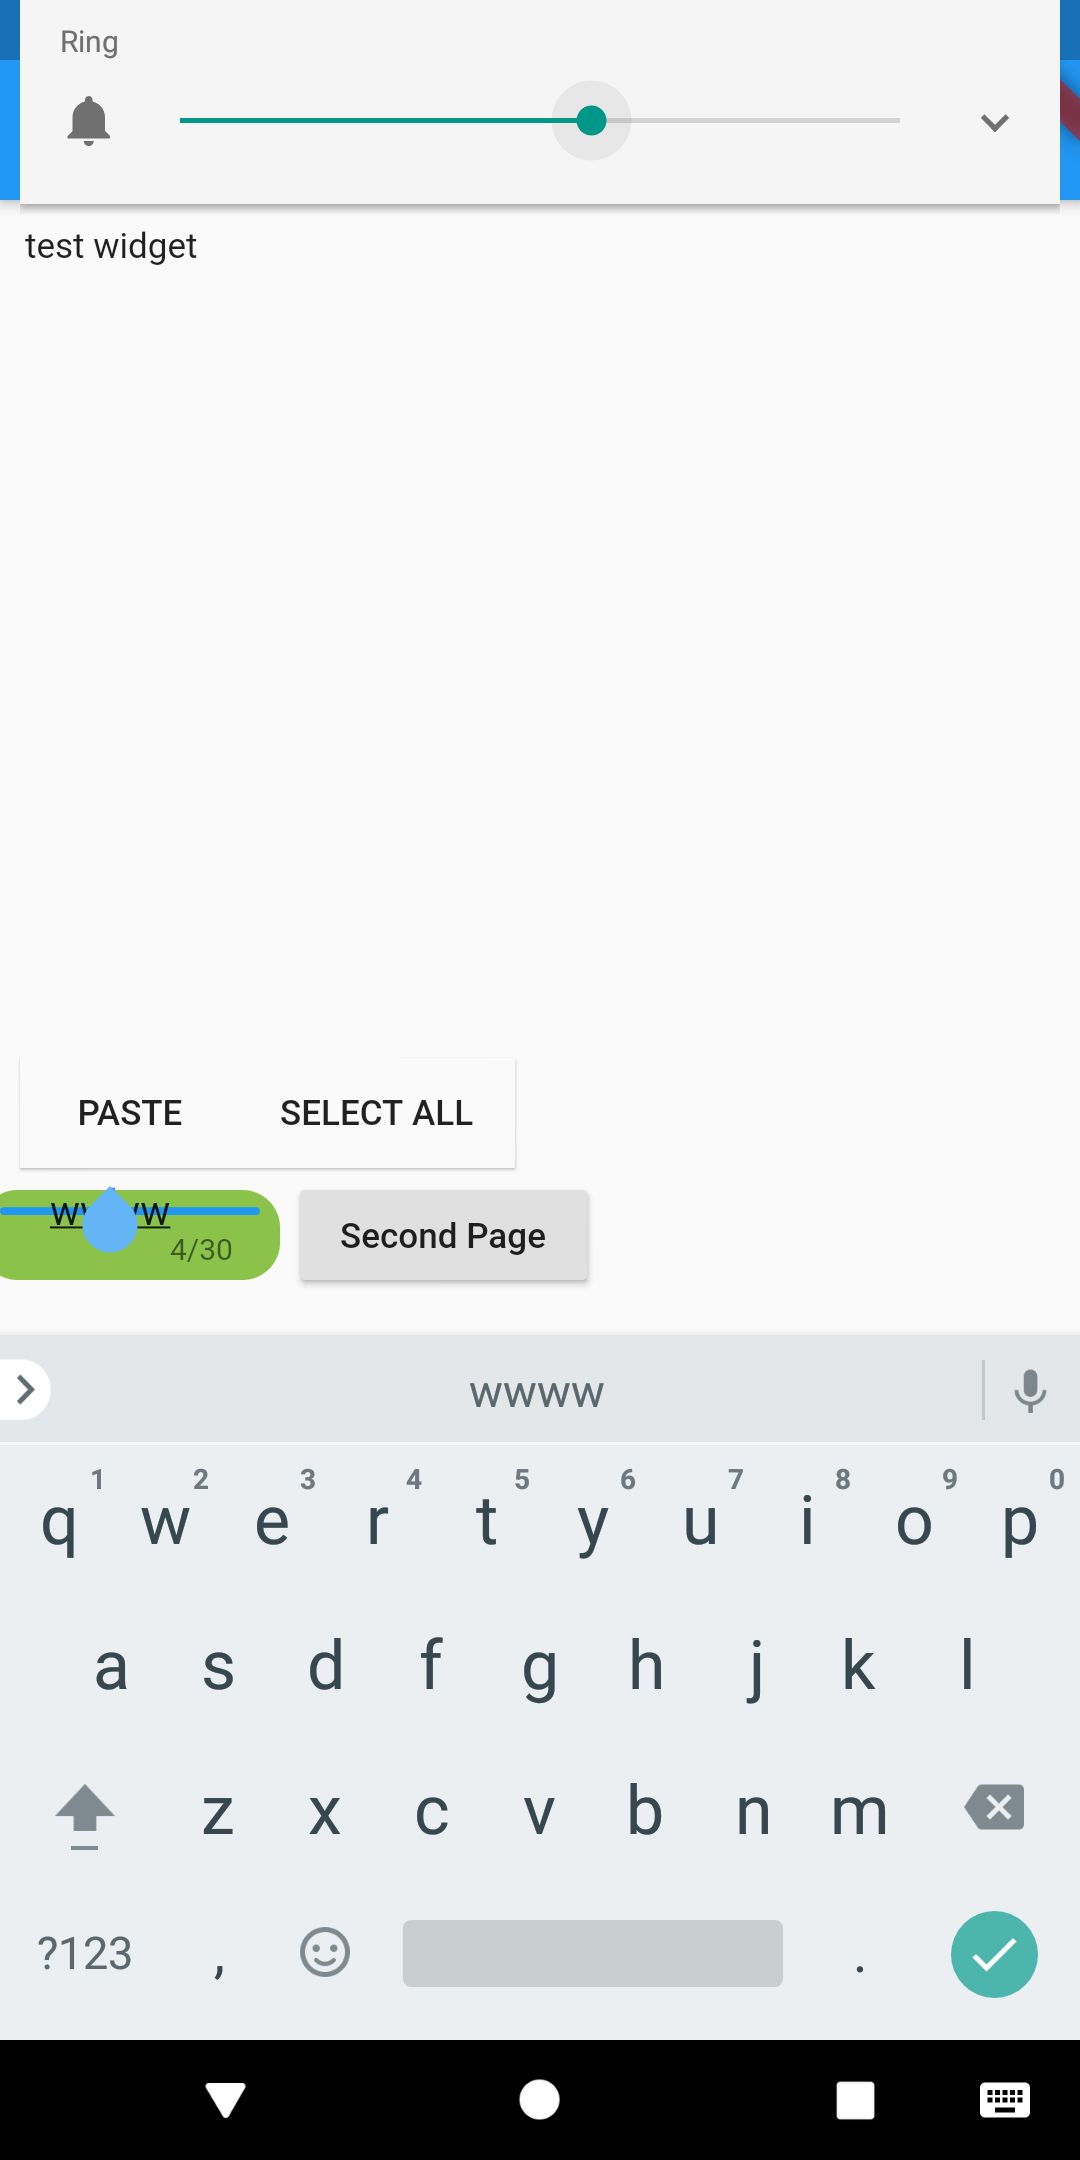 Ring
test widget
PASTE SELECT ALL
wwww
4/30
Second Page
wwww
1 2 3 4 5 6 7 8 9 0
q w e r t y u i o p
a s d f g h j k l
z x c v b n m
?123 , .